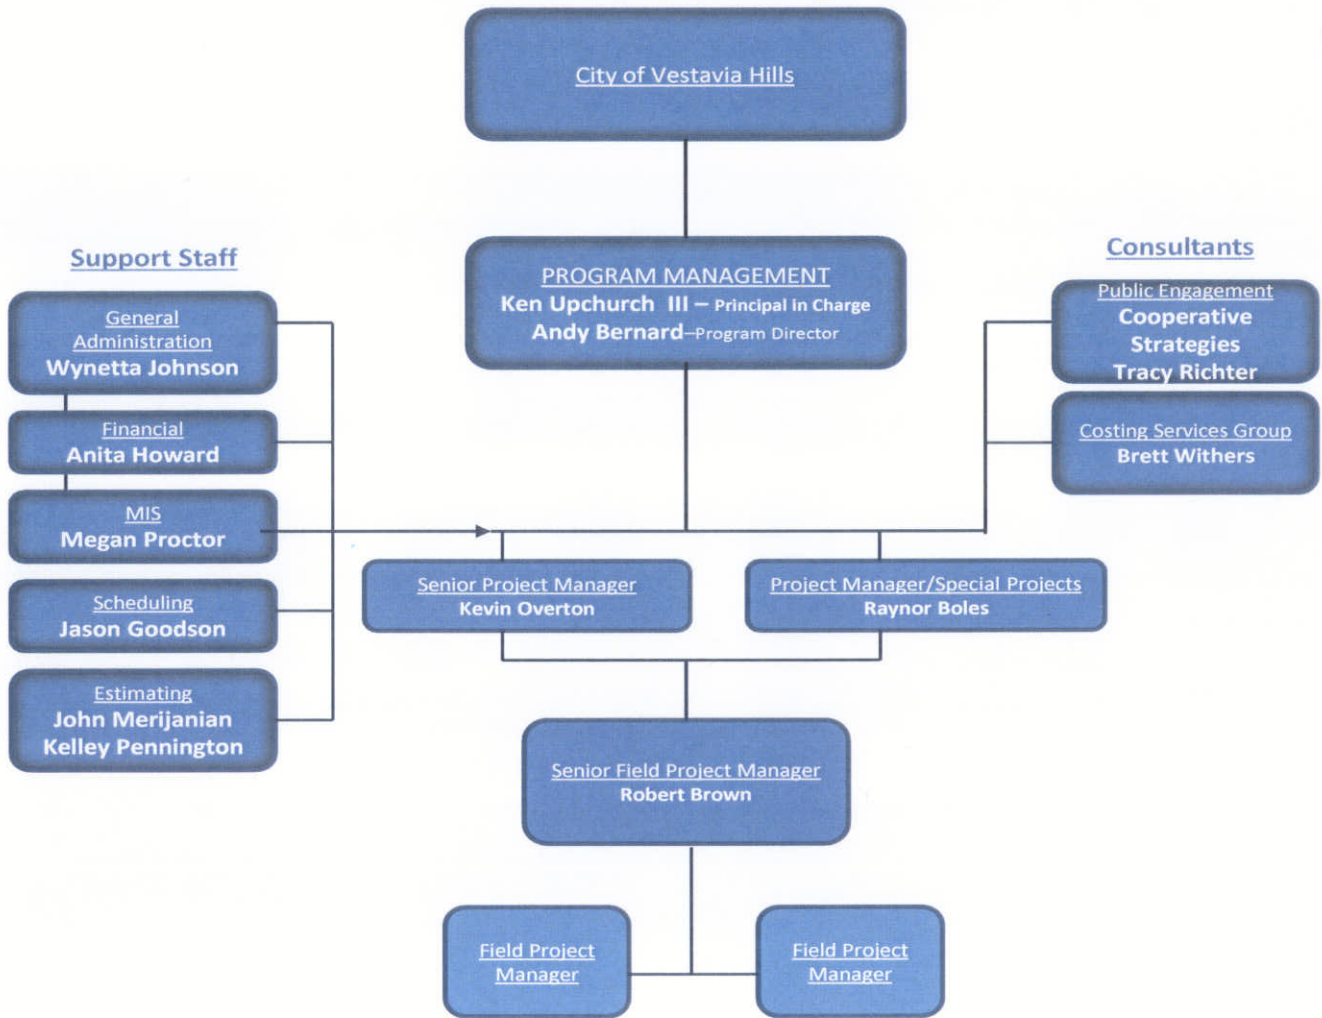 City of Vestavia Hills
PROGRAM MANAGEMENT
Ken Upchurch III – Principal in Charge
Andy Bernard–Program Director
Support Staff
General
Administration
Wynetta Johnson
Financial
Anita Howard
MIS
Megan Proctor
Scheduling
Jason Goodson
Estimating
John Merijanian
Kelley Pennington
Consultants
Public Engagement
Cooperative
Strategies
Tracy Richter
Costing Services Group
Brett Withers
Senior Project Manager
Kevin Overton
Project Manager/Special Projects
Raynor Boles
Senior Field Project Manager
Robert Brown
Field Project
Manager
Field Project
Manager